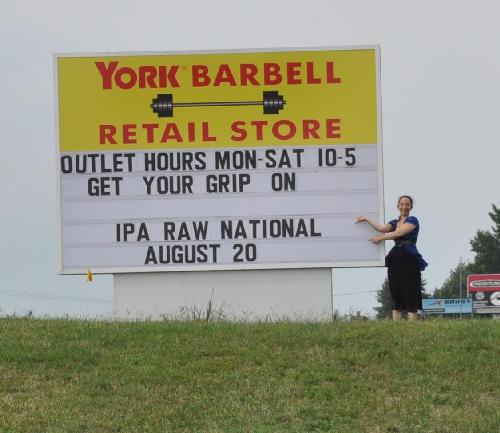 YORK BARBELL
RETAIL STORE
OUTLET HOURS MON-SAT 10-5
GET YOUR GRIP ON
IPA RAW NATIONAL
AUGUST 20